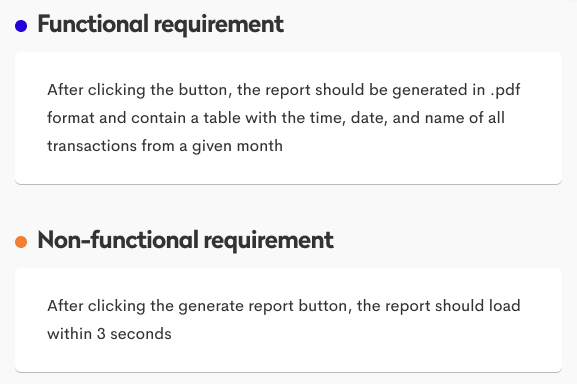 Functional requirement
After clicking the button, the report should be generated in .pdf
format and contain a table with the time, date, and name of all
transactions from a given month
Non-functional requirement
After clicking the generate report button, the report should load
within 3 seconds